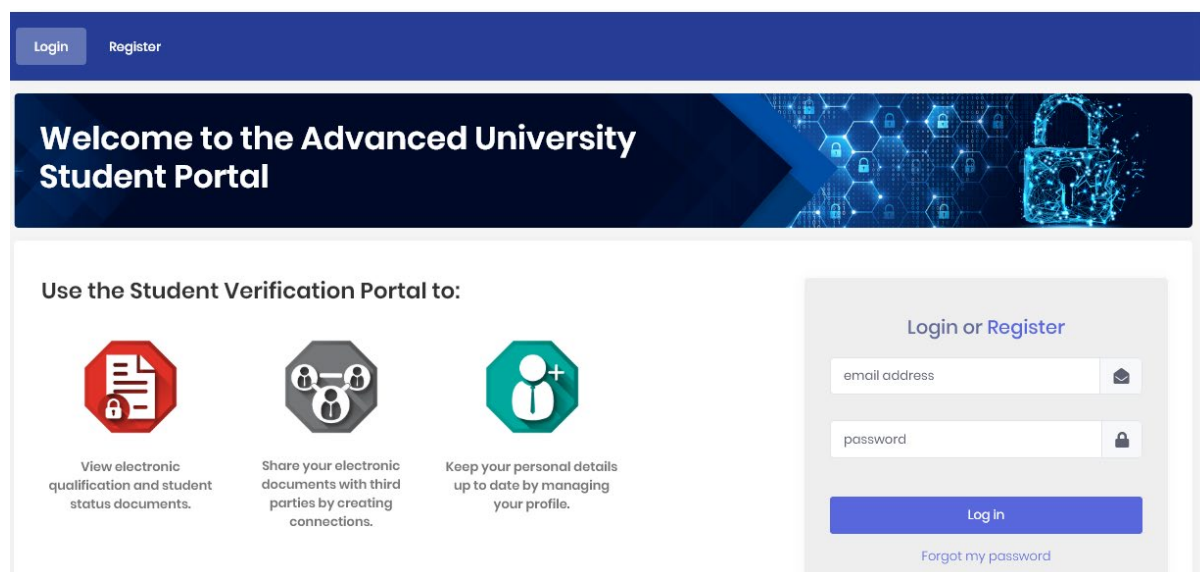 Login
Register
Welcome to the Advanced University
Student Portal
Use the Student Verification Portal to:
View electronic
qualification and student
status documents.
Share your electronic
documents with third
parties by creating
connections.
Keep your personal details
up to date by managing
your profile.
Login or Register
email address
password
Log in
Forgot my password